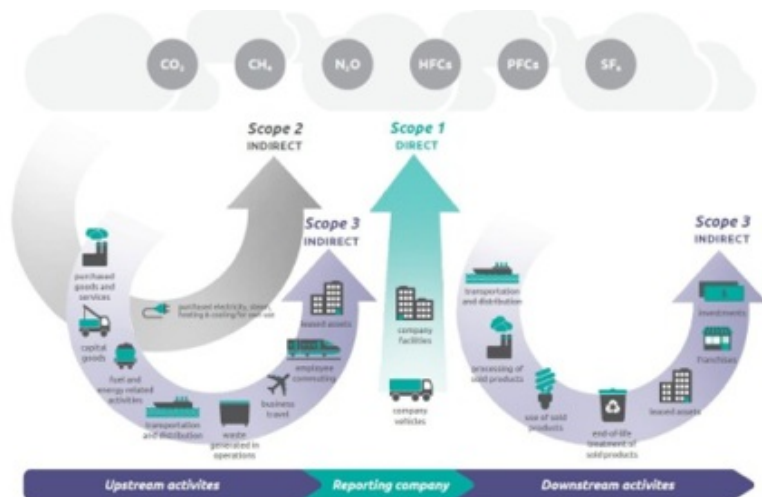 CO₂ CH₄ N₂O HFCs PFCs SF₆
Scope 2
INDIRECT
Scope 1
DIRECT
Scope 3
INDIRECT
Scope 3
INDIRECT
purchased
goods and
services
capital
goods
fuel and
energy-related
activities
transportation
and distribution
waste
generated in
operations
business
travel
employee
commuting
leased assets
purchased electricity, steam,
heating & cooling for own use
company
facilities
company
vehicles
transportation
and distribution
processing of
sold products
use of sold
products
end-of-life
treatment of
sold products
leased assets
franchises
investments
Upstream activites
Reporting company
Downstream activites